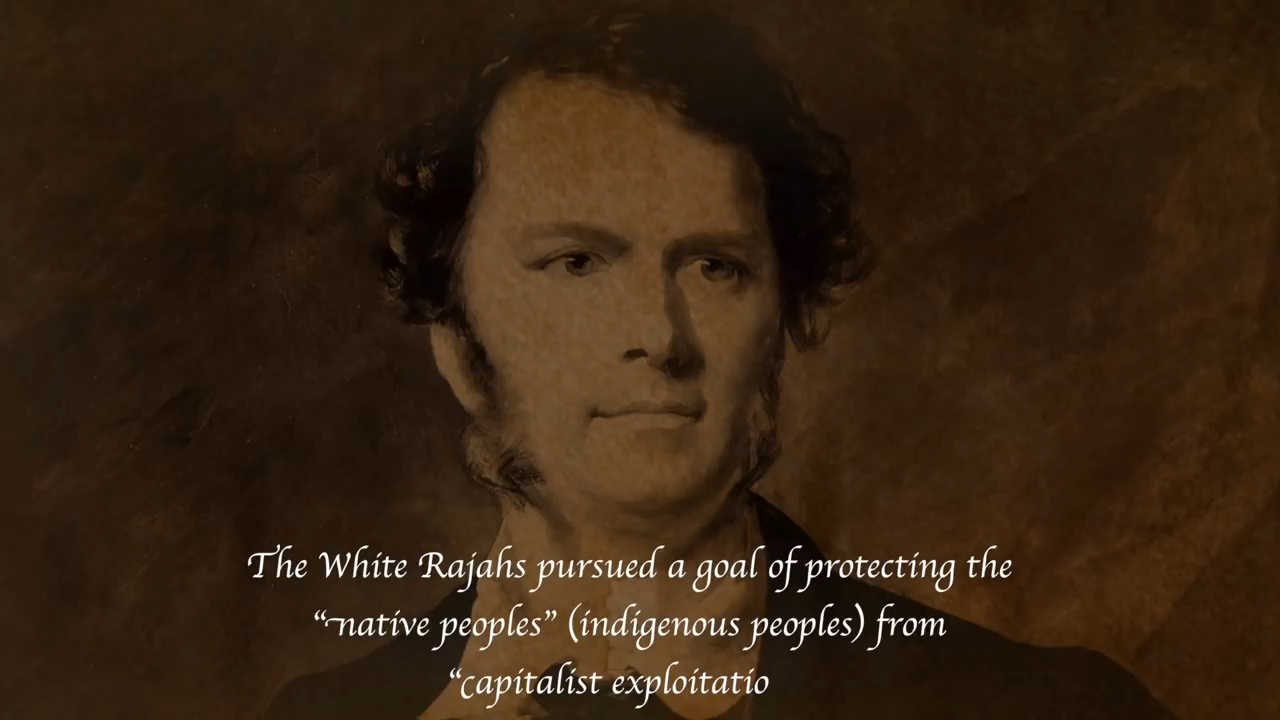 The White Rajahs pursued a goal of protecting the
“native peoples” (indigenous peoples) from
“capitalist exploitatio